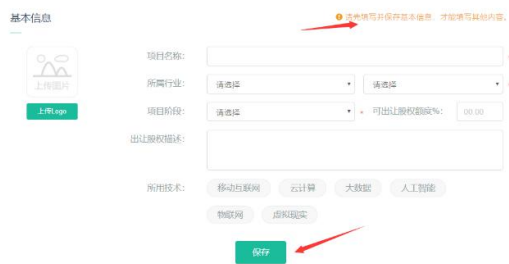 基本信息
请先填写并保存基本信息，才能填写其他内容。
上传图片
上传Logo
项目名称：
所属行业： 请选择 请选择
项目阶段： 请选择 可出让股权额度%： 00.00
出让股权描述：
所用技术： 移动互联网 云计算 大数据 人工智能
物联网 虚拟现实
保存